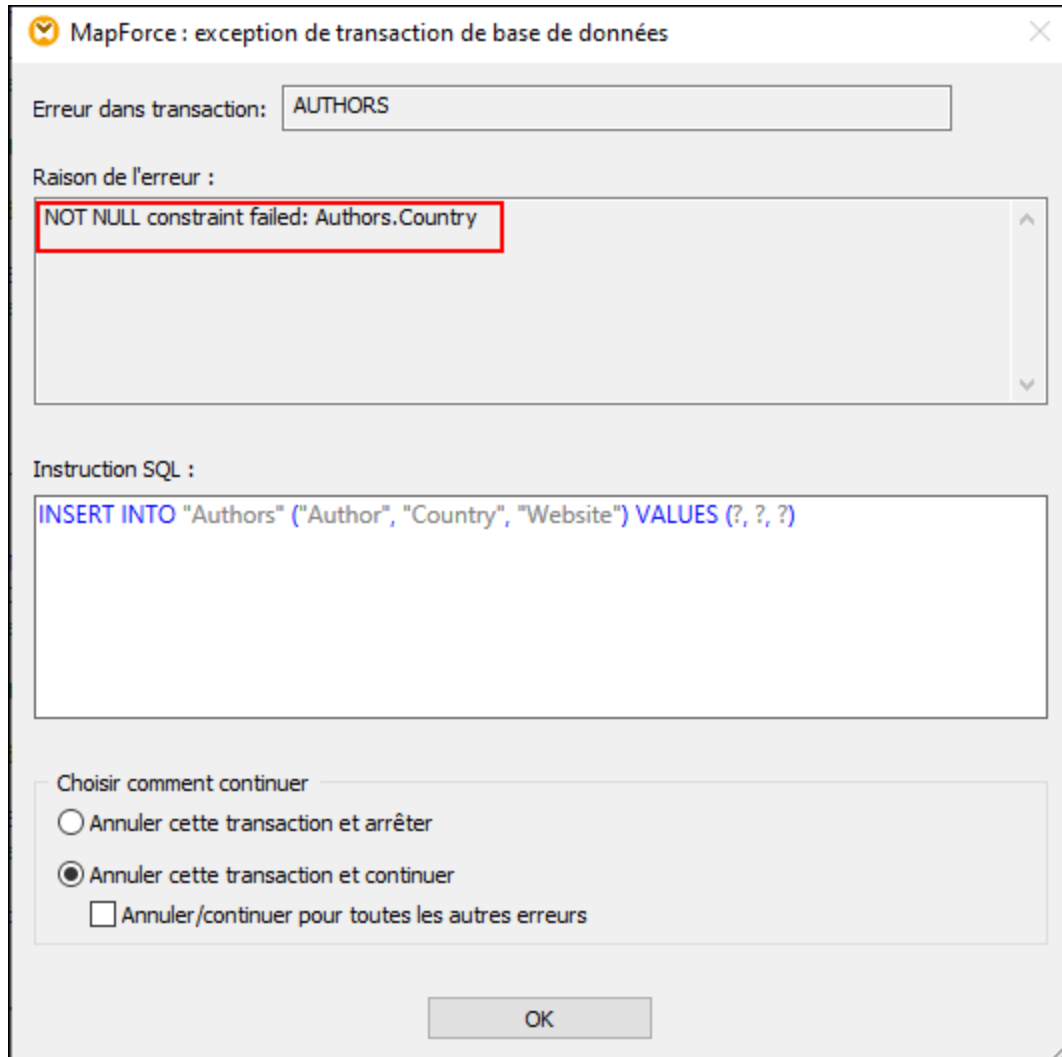 MapForce : exception de transaction de base de données
Erreur dans transaction: AUTHORS
Raison de l'erreur :
NOT NULL constraint failed: Authors.Country
Instruction SQL :
INSERT INTO "Authors" ("Author", "Country", "Website") VALUES (?, ?, ?)
Choisir comment continuer
Annuler cette transaction et arrêter
Annuler cette transaction et continuer
Annuler/continuer pour toutes les autres erreurs
OK